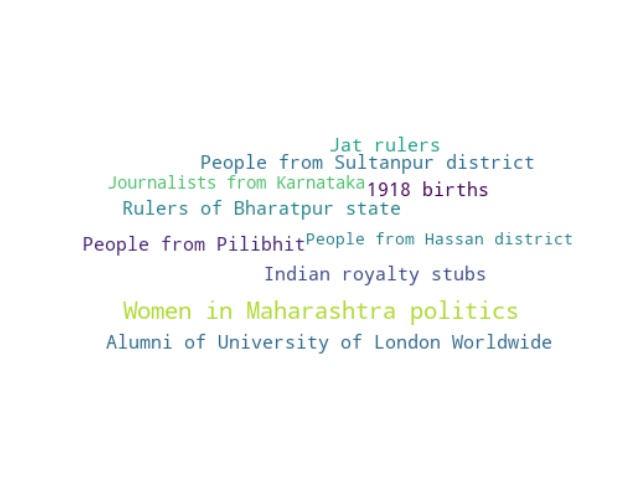 Jat rulers
People from Sultanpur district
Journalists from Karnataka
1918 births
Rulers of Bharatpur state
People from Pilibhit
People from Hassan district
Indian royalty stubs
Women in Maharashtra politics
Alumni of University of London Worldwide